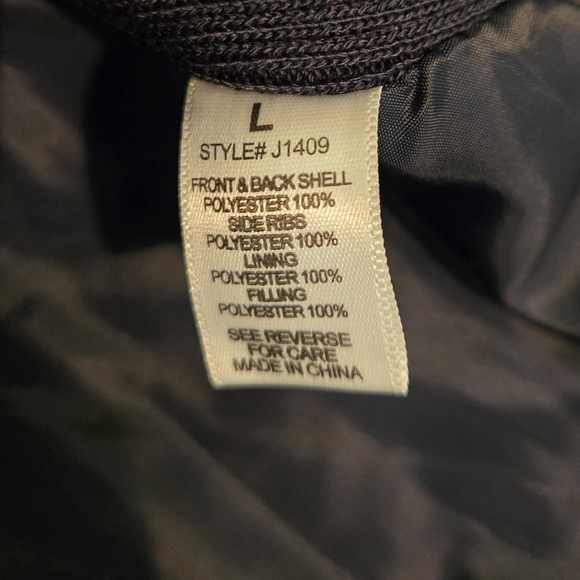 L
STYLE# J1409
FRONT & BACK SHELL
POLYESTER 100%
SIDE RIBS
POLYESTER 100%
LINING
POLYESTER 100%
FILLING
POLYESTER 100%
SEE REVERSE
FOR CARE
MADE IN CHINA